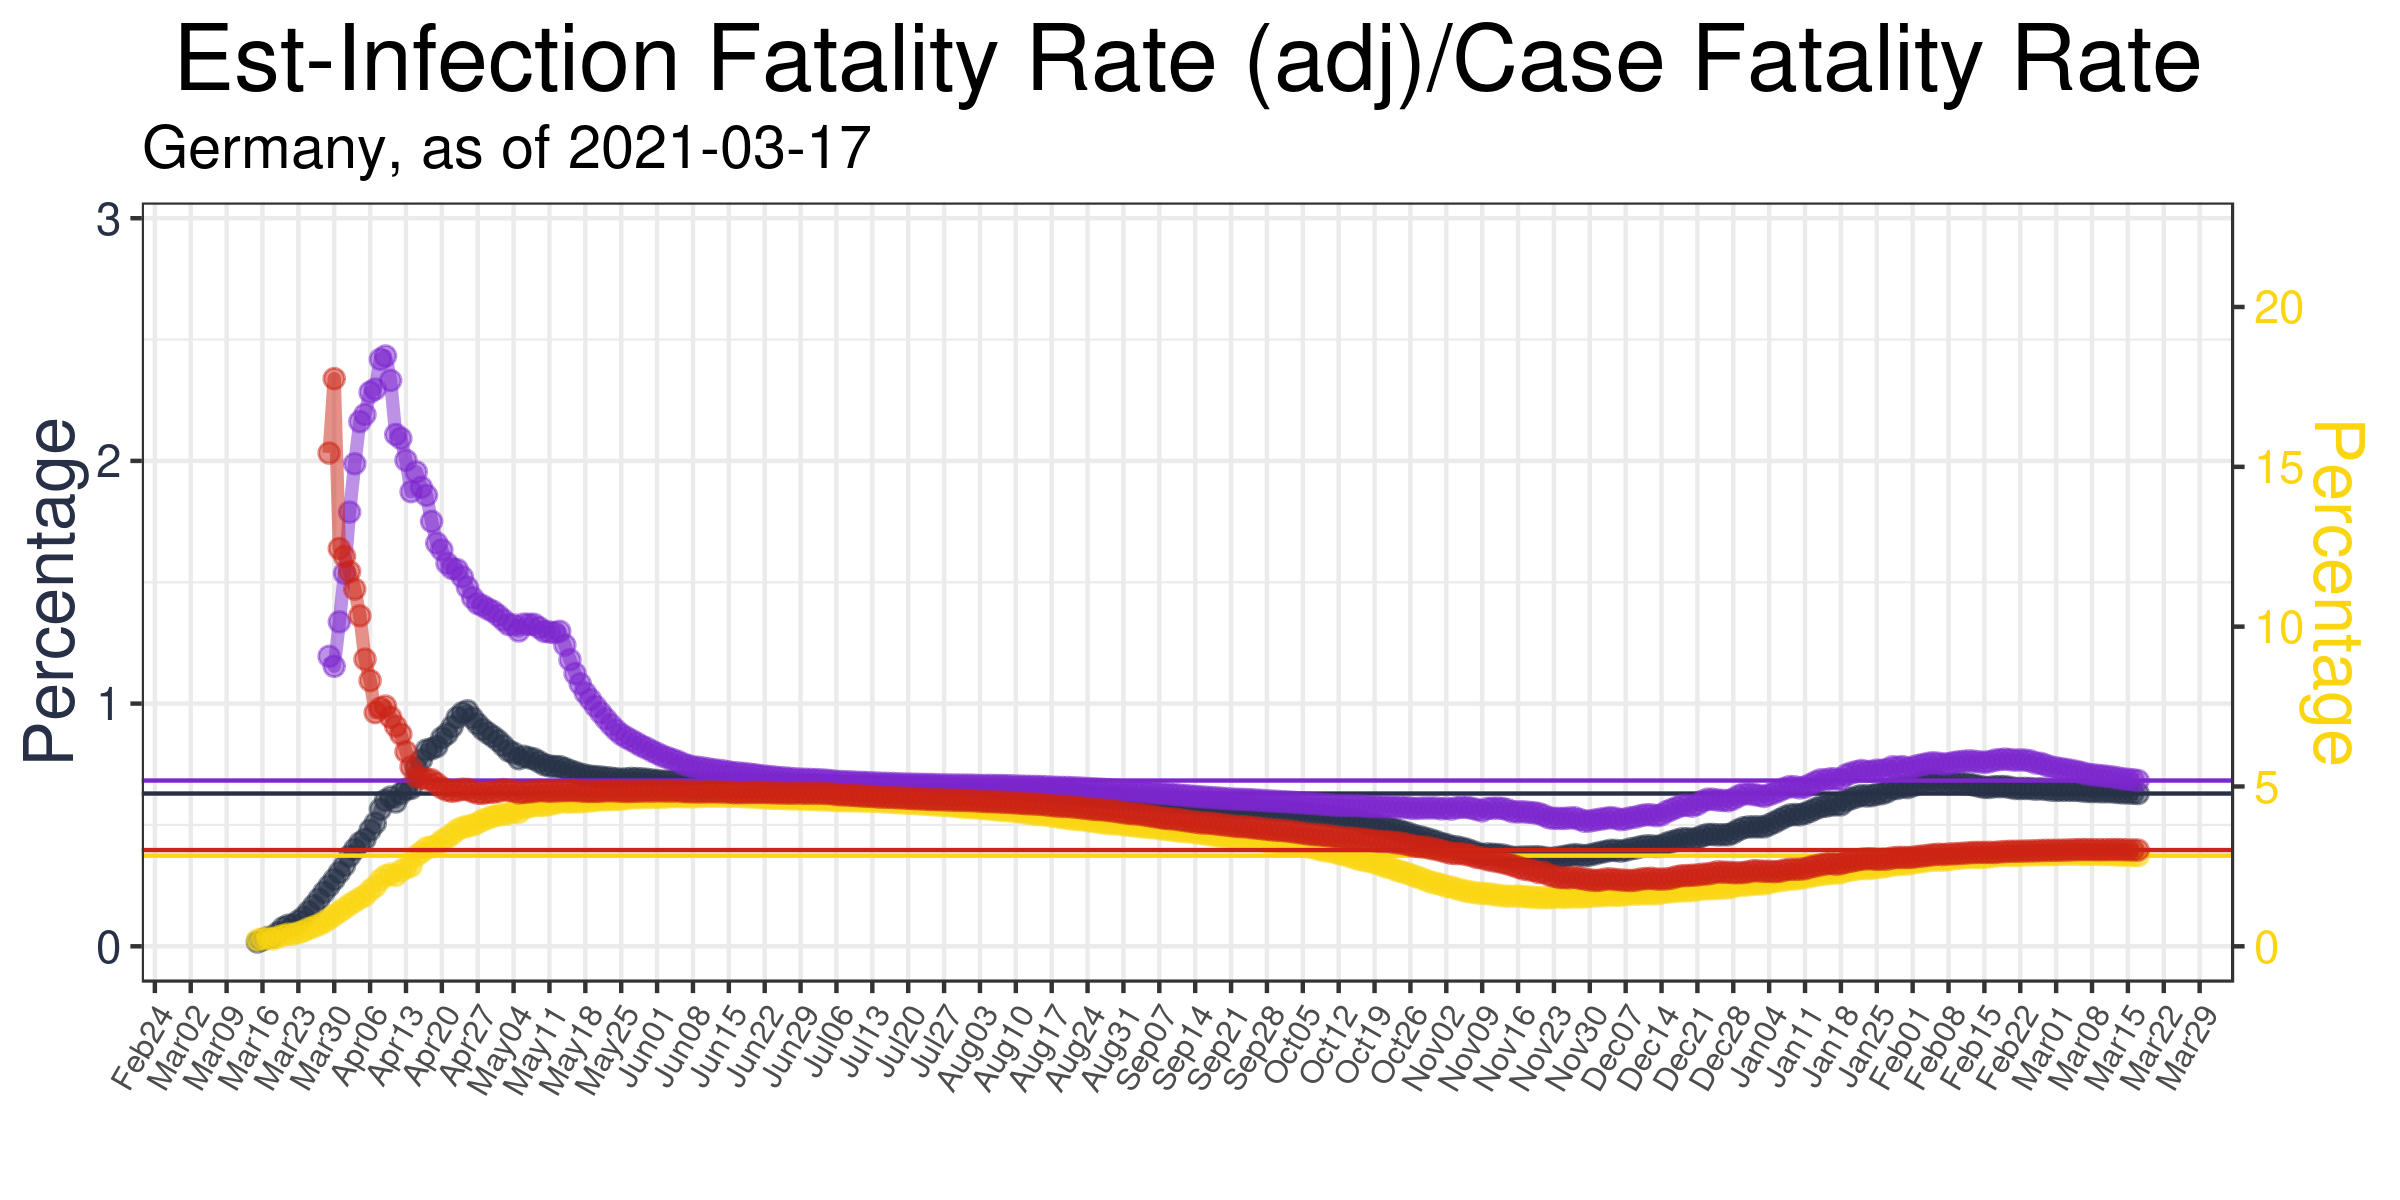 Est-Infection Fatality Rate (adj)/Case Fatality Rate
Germany, as of 2021-03-17
Percentage
3
2
1
0
20
15
10
5
0
Percentage
Feb24
Mar02
Mar09
Mar16
Mar23
Mar30
Apr06
Apr13
Apr20
Apr27
May04
May11
May18
May25
Jun01
Jun08
Jun15
Jun22
Jun29
Jul06
Jul13
Jul20
Jul27
Aug03
Aug10
Aug17
Aug24
Aug31
Sep07
Sep14
Sep21
Sep28
Oct05
Oct12
Oct19
Oct26
Nov02
Nov09
Nov16
Nov23
Nov30
Dec07
Dec14
Dec21
Dec28
Jan04
Jan11
Jan18
Jan25
Feb01
Feb08
Feb15
Feb22
Mar01
Mar08
Mar15
Mar22
Mar29